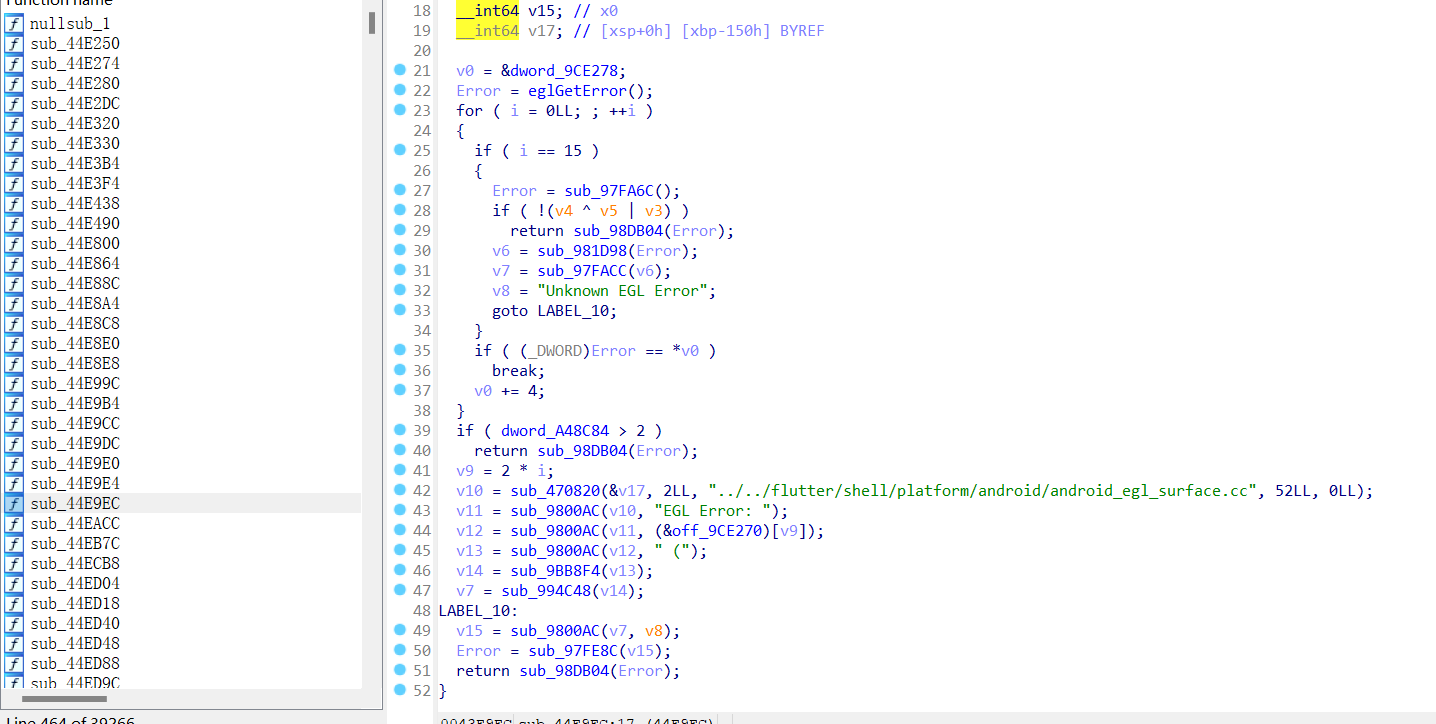 Function name
nullsub_1
sub_44E250
sub_44E274
sub_44E280
sub_44E2DC
sub_44E320
sub_44E330
sub_44E3B4
sub_44E3F4
sub_44E438
sub_44E490
sub_44E800
sub_44E864
sub_44E88C
sub_44E8A4
sub_44E8C8
sub_44E8E0
sub_44E8E8
sub_44E99C
sub_44E9B4
sub_44E9CC
sub_44E9DC
sub_44E9E0
sub_44E9E4
sub_44E9EC
sub_44EACC
sub_44EB7C
sub_44ECB8
sub_44ED04
sub_44ED18
sub_44ED40
sub_44ED48
sub_44ED88
sub_44ED9C
Line 464 of 39266
18 __int64 v15; // x0
19 __int64 v17; // [xsp+0h] [xbp-150h] BYREF
20
21 v0 = &dword_9CE278;
22 Error = eglGetError();
23 for ( i = 0LL; ; ++i )
24 {
25 if ( i == 15 )
26 {
27 Error = sub_97FA6C();
28 if ( !(v4 ^ v5 | v3) )
29 return sub_98DB04(Error);
30 v6 = sub_981D98(Error);
31 v7 = sub_97FACC(v6);
32 v8 = "Unknown EGL Error";
33 goto LABEL_10;
34 }
35 if ( (_DWORD)Error == *v0 )
36 break;
37 v0 += 4;
38 }
39 if ( dword_A48C84 > 2 )
40 return sub_98DB04(Error);
41 v9 = 2 * i;
42 v10 = sub_470820(&v17, 2LL, "../../flutter/shell/platform/android/android_egl_surface.cc", 52LL, 0LL);
43 v11 = sub_9800AC(v10, "EGL Error: ");
44 v12 = sub_9800AC(v11, (&off_9CE270)[v9]);
45 v13 = sub_9800AC(v12, " (");
46 v14 = sub_9BB8F4(v13);
47 v7 = sub_994C48(v14);
48 LABEL_10:
49 v15 = sub_9800AC(v7, v8);
50 Error = sub_97FE8C(v15);
51 return sub_98DB04(Error);
52 }
0043E9EC sub_44E9EC:17 (44E9EC)